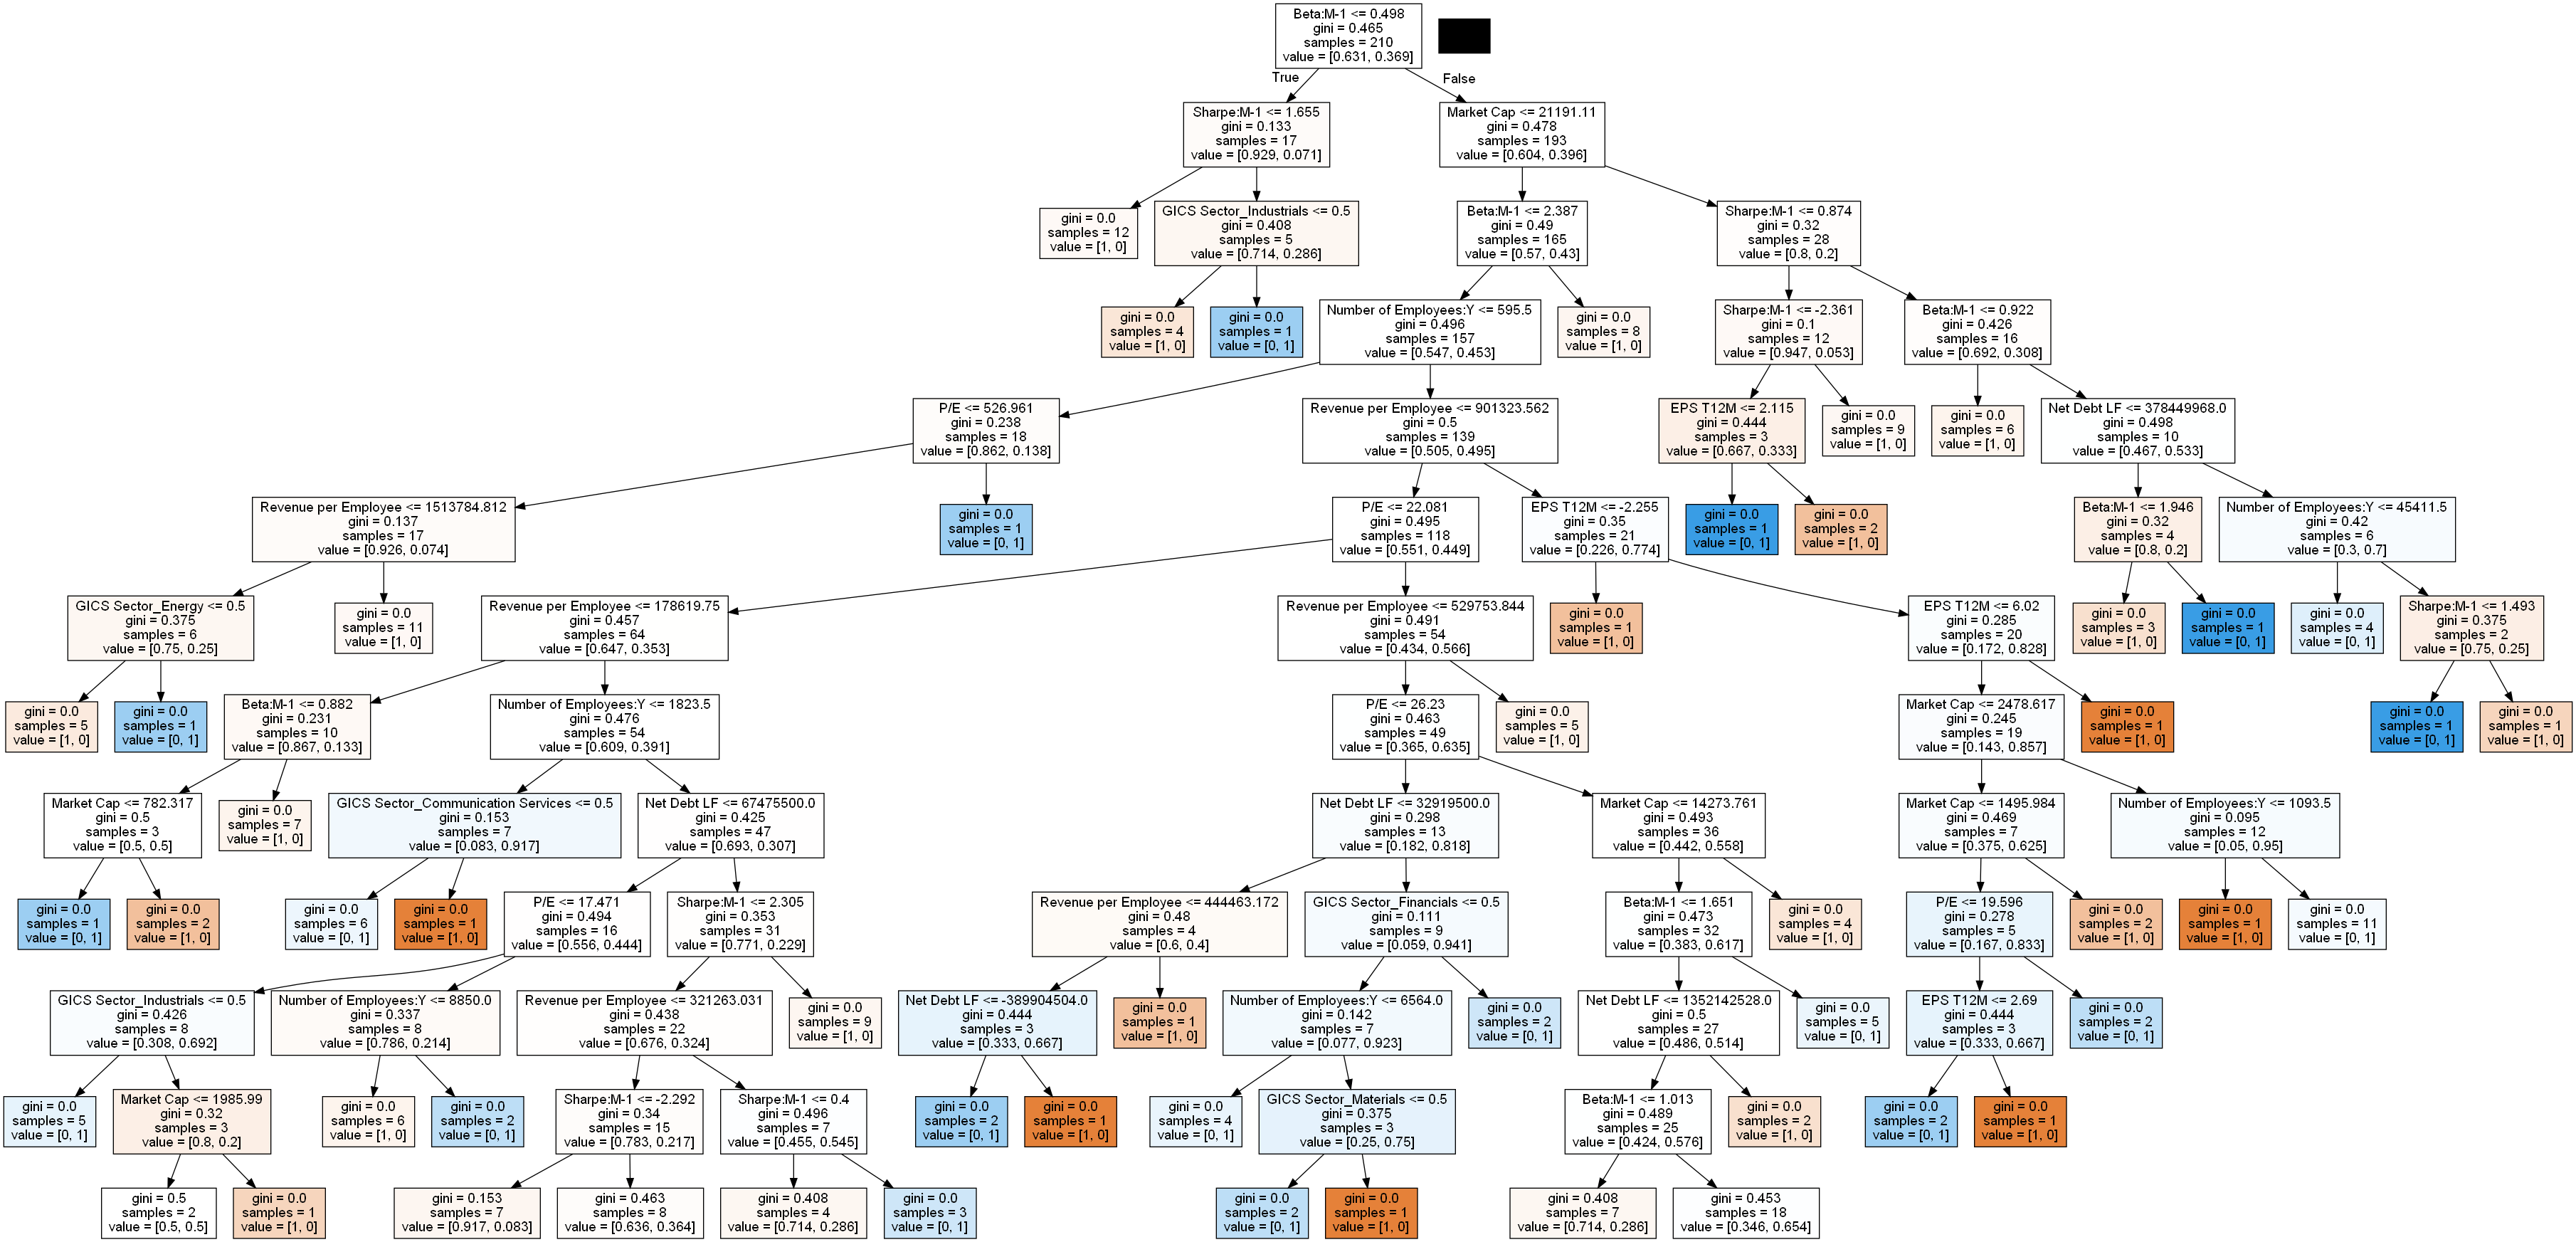 Beta:M-1 <= 0.498
gini = 0.465
samples = 210
value = [0.631, 0.369]
True
False
Sharpe:M-1 <= 1.655
gini = 0.133
samples = 17
value = [0.929, 0.071]
Market Cap <= 21191.11
gini = 0.478
samples = 193
value = [0.604, 0.396]
gini = 0.0
samples = 12
value = [1, 0]
GICS Sector_Industrials <= 0.5
gini = 0.408
samples = 5
value = [0.714, 0.286]
Beta:M-1 <= 2.387
gini = 0.49
samples = 165
value = [0.57, 0.43]
Sharpe:M-1 <= 0.874
gini = 0.32
samples = 28
value = [0.8, 0.2]
gini = 0.0
samples = 4
value = [1, 0]
gini = 0.0
samples = 1
value = [0, 1]
Number of Employees:Y <= 595.5
gini = 0.496
samples = 157
value = [0.547, 0.453]
gini = 0.0
samples = 8
value = [1, 0]
Sharpe:M-1 <= -2.361
gini = 0.1
samples = 12
value = [0.947, 0.053]
Beta:M-1 <= 0.922
gini = 0.426
samples = 16
value = [0.692, 0.308]
P/E <= 526.961
gini = 0.238
samples = 18
value = [0.862, 0.138]
Revenue per Employee <= 901323.562
gini = 0.5
samples = 139
value = [0.505, 0.495]
EPS T12M <= 2.115
gini = 0.444
samples = 3
value = [0.667, 0.333]
gini = 0.0
samples = 9
value = [1, 0]
gini = 0.0
samples = 6
value = [1, 0]
Net Debt LF <= 378449968.0
gini = 0.498
samples = 10
value = [0.467, 0.533]
Revenue per Employee <= 1513784.812
gini = 0.137
samples = 17
value = [0.926, 0.074]
gini = 0.0
samples = 1
value = [0, 1]
P/E <= 22.081
gini = 0.495
samples = 118
value = [0.551, 0.449]
EPS T12M <= -2.255
gini = 0.35
samples = 21
value = [0.226, 0.774]
gini = 0.0
samples = 1
value = [0, 1]
gini = 0.0
samples = 2
value = [1, 0]
Beta:M-1 <= 1.946
gini = 0.32
samples = 4
value = [0.8, 0.2]
Number of Employees:Y <= 45411.5
gini = 0.42
samples = 6
value = [0.3, 0.7]
GICS Sector_Energy <= 0.5
gini = 0.375
samples = 6
value = [0.75, 0.25]
gini = 0.0
samples = 11
value = [1, 0]
Revenue per Employee <= 178619.75
gini = 0.457
samples = 64
value = [0.647, 0.353]
Revenue per Employee <= 529753.844
gini = 0.491
samples = 54
value = [0.434, 0.566]
gini = 0.0
samples = 1
value = [1, 0]
EPS T12M <= 6.02
gini = 0.285
samples = 20
value = [0.172, 0.828]
gini = 0.0
samples = 3
value = [1, 0]
gini = 0.0
samples = 1
value = [0, 1]
gini = 0.0
samples = 4
value = [0, 1]
Sharpe:M-1 <= 1.493
gini = 0.375
samples = 2
value = [0.75, 0.25]
gini = 0.0
samples = 5
value = [1, 0]
gini = 0.0
samples = 1
value = [0, 1]
Beta:M-1 <= 0.882
gini = 0.231
samples = 10
value = [0.867, 0.133]
Number of Employees:Y <= 1823.5
gini = 0.476
samples = 54
value = [0.609, 0.391]
P/E <= 26.23
gini = 0.463
samples = 49
value = [0.365, 0.635]
gini = 0.0
samples = 5
value = [1, 0]
Market Cap <= 2478.617
gini = 0.245
samples = 19
value = [0.143, 0.857]
gini = 0.0
samples = 1
value = [1, 0]
gini = 0.0
samples = 1
value = [0, 1]
gini = 0.0
samples = 1
value = [1, 0]
Market Cap <= 782.317
gini = 0.5
samples = 3
value = [0.5, 0.5]
gini = 0.0
samples = 7
value = [1, 0]
GICS Sector_Communication Services <= 0.5
gini = 0.153
samples = 7
value = [0.083, 0.917]
Net Debt LF <= 67475500.0
gini = 0.425
samples = 47
value = [0.693, 0.307]
Net Debt LF <= 32919500.0
gini = 0.298
samples = 13
value = [0.182, 0.818]
Market Cap <= 14273.761
gini = 0.493
samples = 36
value = [0.442, 0.558]
Market Cap <= 1495.984
gini = 0.469
samples = 7
value = [0.375, 0.625]
Number of Employees:Y <= 1093.5
gini = 0.095
samples = 12
value = [0.05, 0.95]
gini = 0.0
samples = 1
value = [0, 1]
gini = 0.0
samples = 2
value = [1, 0]
gini = 0.0
samples = 6
value = [0, 1]
gini = 0.0
samples = 1
value = [1, 0]
P/E <= 17.471
gini = 0.494
samples = 16
value = [0.556, 0.444]
Sharpe:M-1 <= 2.305
gini = 0.353
samples = 31
value = [0.771, 0.229]
Revenue per Employee <= 444463.172
gini = 0.48
samples = 4
value = [0.6, 0.4]
GICS Sector_Financials <= 0.5
gini = 0.111
samples = 9
value = [0.059, 0.941]
Beta:M-1 <= 1.651
gini = 0.473
samples = 32
value = [0.383, 0.617]
gini = 0.0
samples = 4
value = [1, 0]
P/E <= 19.596
gini = 0.278
samples = 5
value = [0.167, 0.833]
gini = 0.0
samples = 2
value = [1, 0]
gini = 0.0
samples = 1
value = [1, 0]
gini = 0.0
samples = 11
value = [0, 1]
GICS Sector_Industrials <= 0.5
gini = 0.426
samples = 8
value = [0.308, 0.692]
Number of Employees:Y <= 8850.0
gini = 0.337
samples = 8
value = [0.786, 0.214]
Revenue per Employee <= 321263.031
gini = 0.438
samples = 22
value = [0.676, 0.324]
gini = 0.0
samples = 9
value = [1, 0]
Net Debt LF <= -389904504.0
gini = 0.444
samples = 3
value = [0.333, 0.667]
gini = 0.0
samples = 1
value = [1, 0]
Number of Employees:Y <= 6564.0
gini = 0.142
samples = 7
value = [0.077, 0.923]
gini = 0.0
samples = 2
value = [0, 1]
Net Debt LF <= 1352142528.0
gini = 0.5
samples = 27
value = [0.486, 0.514]
gini = 0.0
samples = 5
value = [0, 1]
EPS T12M <= 2.69
gini = 0.444
samples = 3
value = [0.333, 0.667]
gini = 0.0
samples = 2
value = [0, 1]
gini = 0.0
samples = 5
value = [0, 1]
Market Cap <= 1985.99
gini = 0.32
samples = 3
value = [0.8, 0.2]
gini = 0.0
samples = 6
value = [1, 0]
gini = 0.0
samples = 2
value = [0, 1]
Sharpe:M-1 <= -2.292
gini = 0.34
samples = 15
value = [0.783, 0.217]
Sharpe:M-1 <= 0.4
gini = 0.496
samples = 7
value = [0.455, 0.545]
gini = 0.0
samples = 2
value = [0, 1]
gini = 0.0
samples = 1
value = [1, 0]
gini = 0.0
samples = 4
value = [0, 1]
GICS Sector_Materials <= 0.5
gini = 0.375
samples = 3
value = [0.25, 0.75]
Beta:M-1 <= 1.013
gini = 0.489
samples = 25
value = [0.424, 0.576]
gini = 0.0
samples = 2
value = [1, 0]
gini = 0.0
samples = 2
value = [0, 1]
gini = 0.0
samples = 1
value = [1, 0]
gini = 0.5
samples = 2
value = [0.5, 0.5]
gini = 0.0
samples = 1
value = [1, 0]
gini = 0.153
samples = 7
value = [0.917, 0.083]
gini = 0.463
samples = 8
value = [0.636, 0.364]
gini = 0.408
samples = 4
value = [0.714, 0.286]
gini = 0.0
samples = 3
value = [0, 1]
gini = 0.0
samples = 2
value = [0, 1]
gini = 0.0
samples = 1
value = [1, 0]
gini = 0.408
samples = 7
value = [0.714, 0.286]
gini = 0.453
samples = 18
value = [0.346, 0.654]